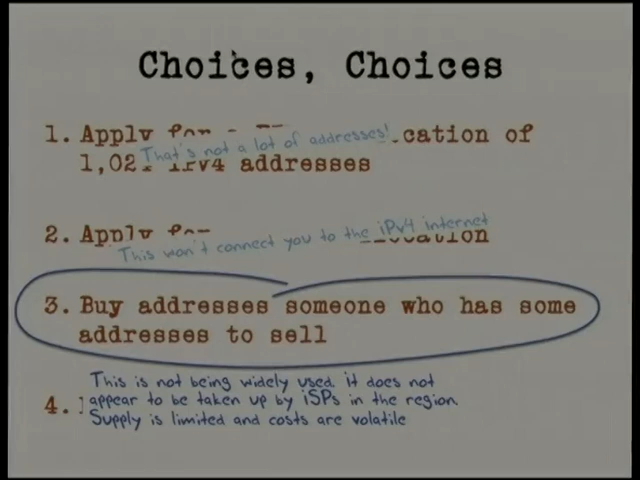 Choices, Choices
1. Apply cation of
That's not a lot of addresses!
1,02 IPv4 addresses
2. Apply for
This won't connect you to the iPv4 internet
3. Buy addresses someone who has some
addresses to sell
This is not being widely used. it does not
4. appear to be taken up by iSPs in the region.
Supply is limited and costs are volatile